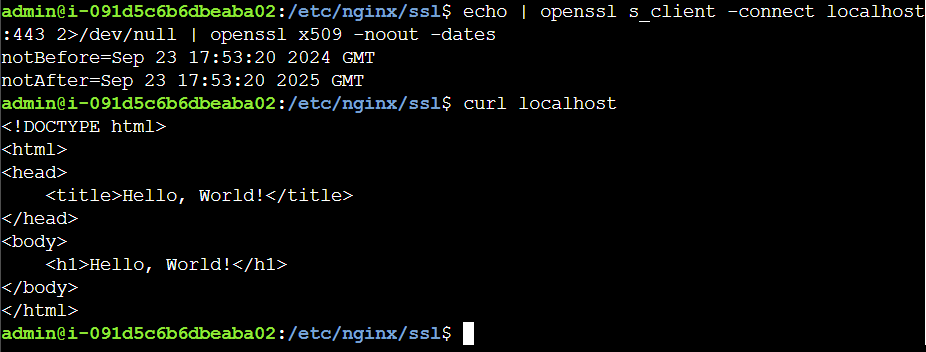 admin@i-091d5c6b6dbeaba02:/etc/nginx/ssl$ echo | openssl s_client -connect localhost
:443 2>/dev/null | openssl x509 -noout -dates
notBefore=Sep 23 17:53:20 2024 GMT
notAfter=Sep 23 17:53:20 2025 GMT
admin@i-091d5c6b6dbeaba02:/etc/nginx/ssl$ curl localhost
<!DOCTYPE html>
<html>
<head>
    <title>Hello, World!</title>
</head>
<body>
    <h1>Hello, World!</h1>
</body>
</html>
admin@i-091d5c6b6dbeaba02:/etc/nginx/ssl$